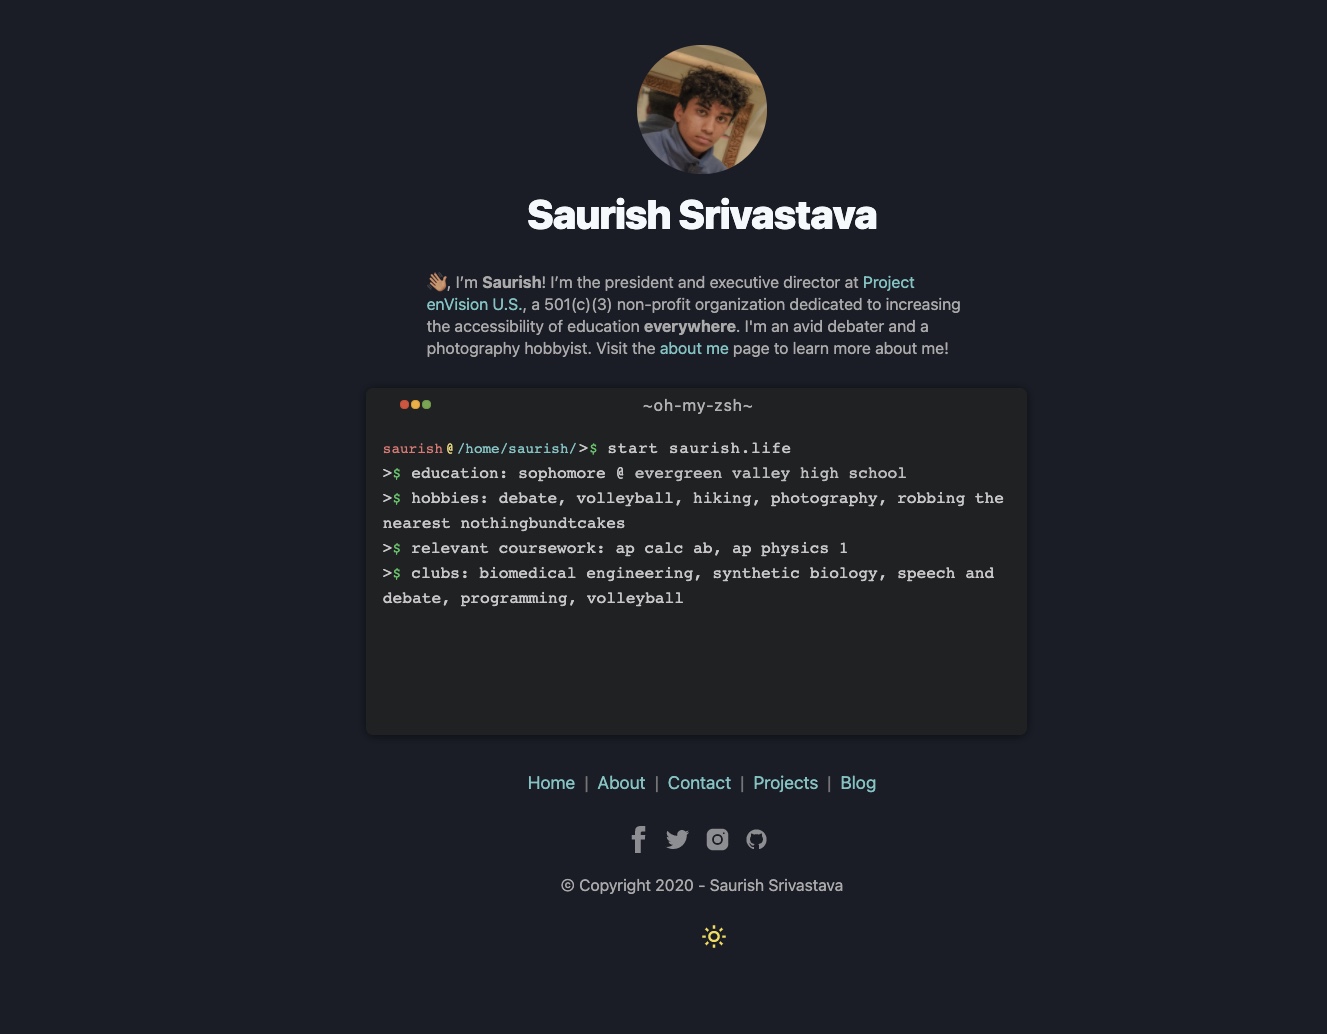 Saurish Srivastava
👋🏽, I’m Saurish! I’m the president and executive director at Project
enVision U.S., a 501(c)(3) non-profit organization dedicated to increasing
the accessibility of education everywhere. I'm an avid debater and a
photography hobbyist. Visit the about me page to learn more about me!
~oh-my-zsh~
saurish@/home/saurish/>$ start saurish.life
>$ education: sophomore @ evergreen valley high school
>$ hobbies: debate, volleyball, hiking, photography, robbing the
nearest nothingbundtcakes
>$ relevant coursework: ap calc ab, ap physics 1
>$ clubs: biomedical engineering, synthetic biology, speech and
debate, programming, volleyball
Home | About | Contact | Projects | Blog
© Copyright 2020 - Saurish Srivastava